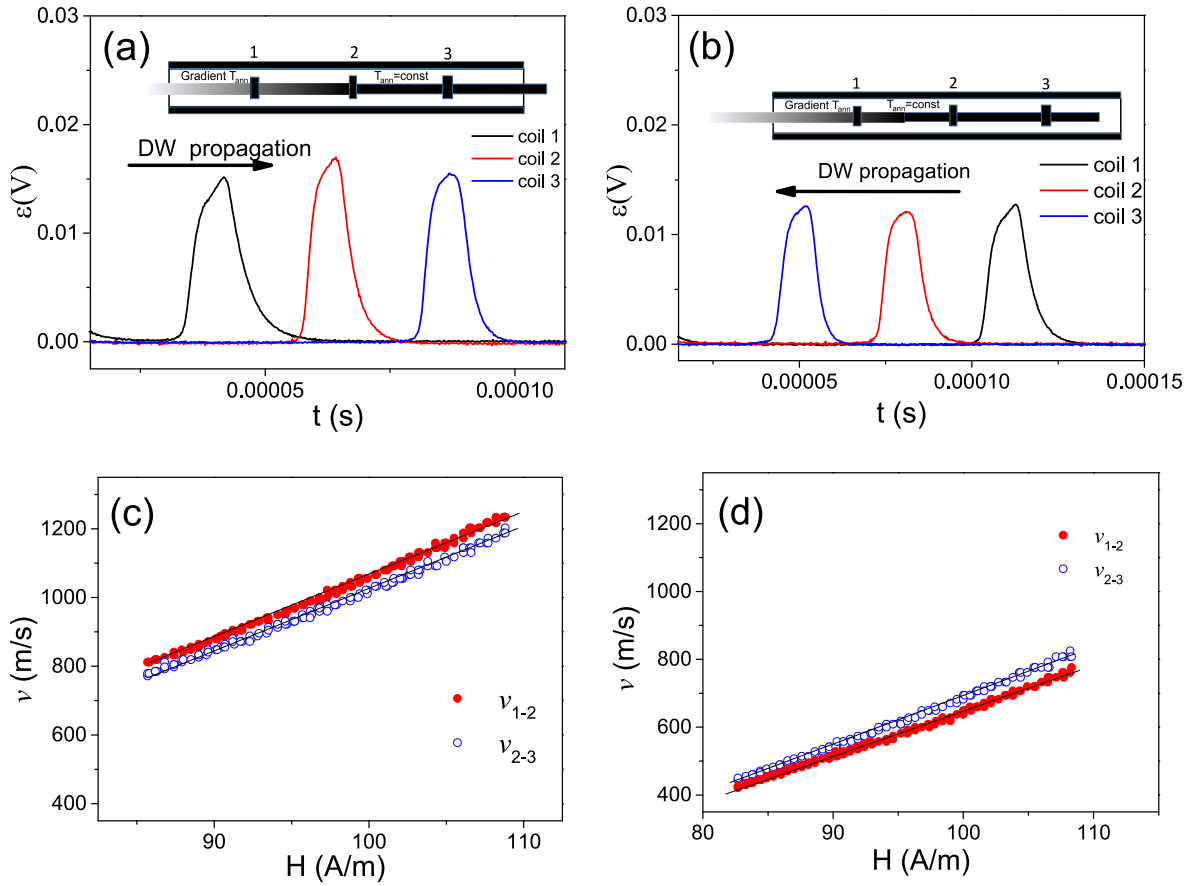 (a)
0.03
0.02
0.01
0.00
ε(V)
1 2 3
Gradient T_ann T_ann=const
DW propagation
coil 1
coil 2
coil 3
0.00005 0.00010
t (s)
(b)
0.03
0.02
0.01
0.00
ε(V)
1 2 3
Gradient T_ann T_ann=const
DW propagation
coil 1
coil 2
coil 3
0.00005 0.00010 0.00015
t (s)
(c)
1200
1000
800
600
400
v (m/s)
v_1-2
v_2-3
90 100 110
H (A/m)
(d)
1200
1000
800
600
400
v (m/s)
v_1-2
v_2-3
80 90 100 110
H (A/m)